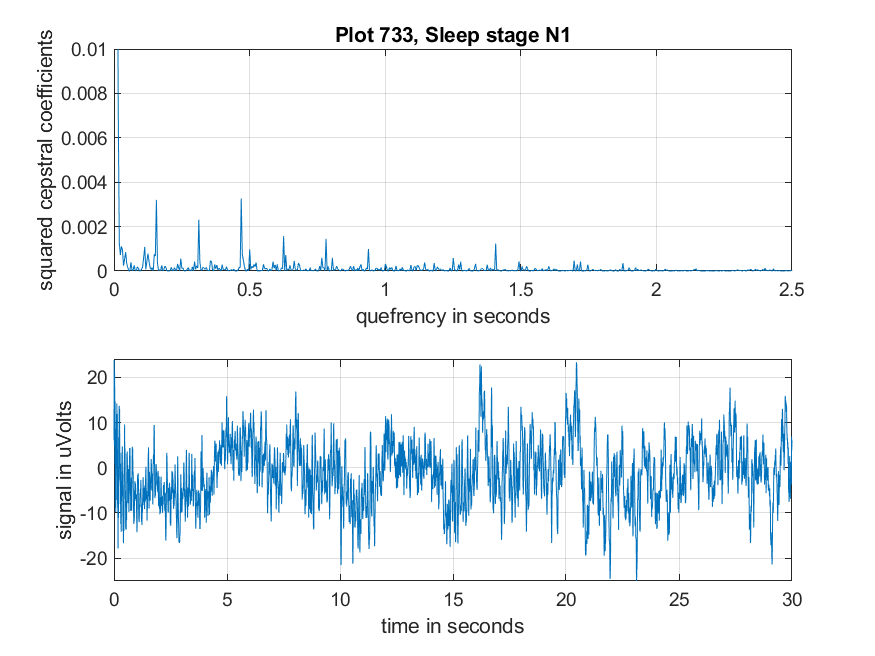 Plot 733, Sleep stage N1
squared cepstral coefficients
0.01
0.008
0.006
0.004
0.002
0
0 0.5 1 1.5 2 2.5
quefrency in seconds
signal in uVolts
20
10
0
-10
-20
0 5 10 15 20 25 30
time in seconds